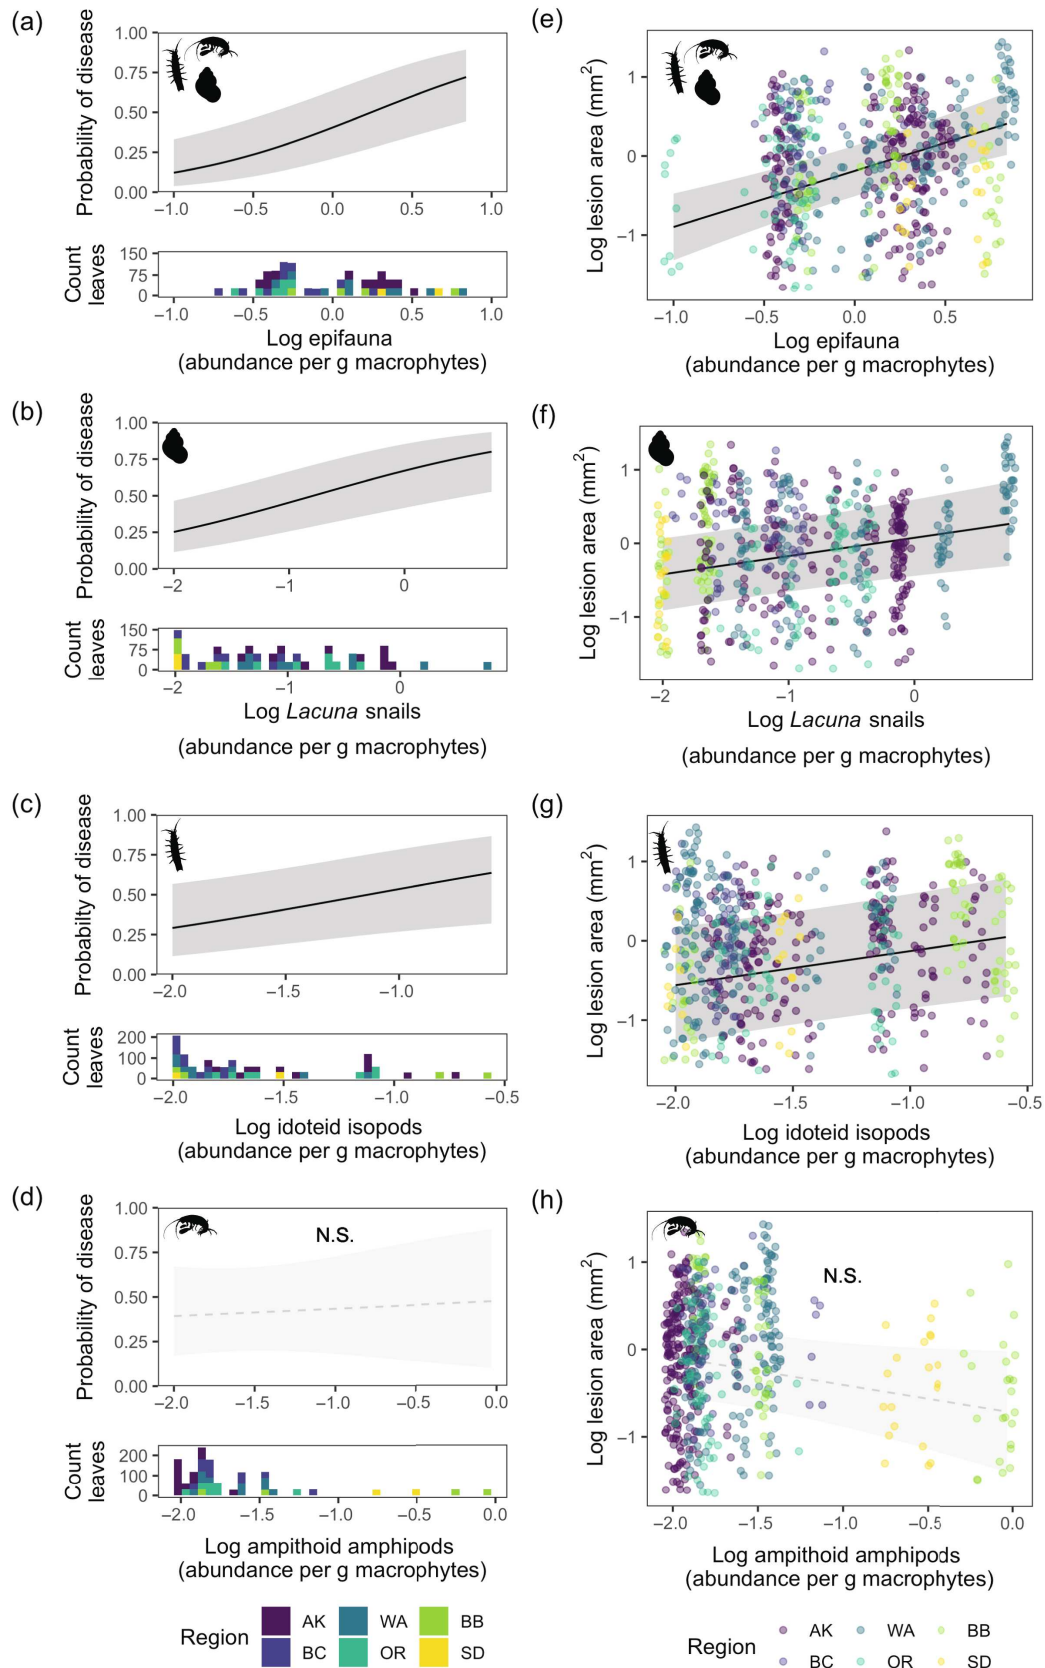 (a)
Probability of disease
1.00
0.75
0.50
0.25
0.00
−1.0 −0.5 0.0 0.5 1.0
Count
leaves
150
75
0
−1.0 −0.5 0.0 0.5 1.0
Log epifauna
(abundance per g macrophytes)
(e)
Log lesion area (mm²)
1
0
−1
−1.0 −0.5 0.0 0.5
Log epifauna
(abundance per g macrophytes)
(b)
Probability of disease
1.00
0.75
0.50
0.25
0.00
−2 −1 0
Count
leaves
150
75
0
−2 −1 0
Log Lacuna snails
(abundance per g macrophytes)
(f)
Log lesion area (mm²)
1
0
−1
−2 −1 0
Log Lacuna snails
(abundance per g macrophytes)
(c)
Probabilty of disease
1.00
0.75
0.50
0.25
0.00
−2.0 −1.5 −1.0
Count
leaves
200
100
0
−2.0 −1.5 −1.0 −0.5
Log idoteid isopods
(abundance per g macrophytes)
(g)
Log lesion area (mm²)
1
0
−1
−2.0 −1.5 −1.0 −0.5
Log idoteid isopods
(abundance per g macrophytes)
(d)
Probability of disease
1.00
0.75
0.50
0.25
0.00
N.S.
−2.0 −1.5 −1.0 −0.5 0.0
Count
leaves
200
100
0
−2.0 −1.5 −1.0 −0.5 0.0
Log ampithoid amphipods
(abundance per g macrophytes)
(h)
Log lesion area (mm²)
1
0
−1
N.S.
−2.0 −1.5 −1.0 −0.5 0.0
Log ampithoid amphipods
(abundance per g macrophytes)
Region
AK WA BB
BC OR SD
Region
AK WA BB
BC OR SD